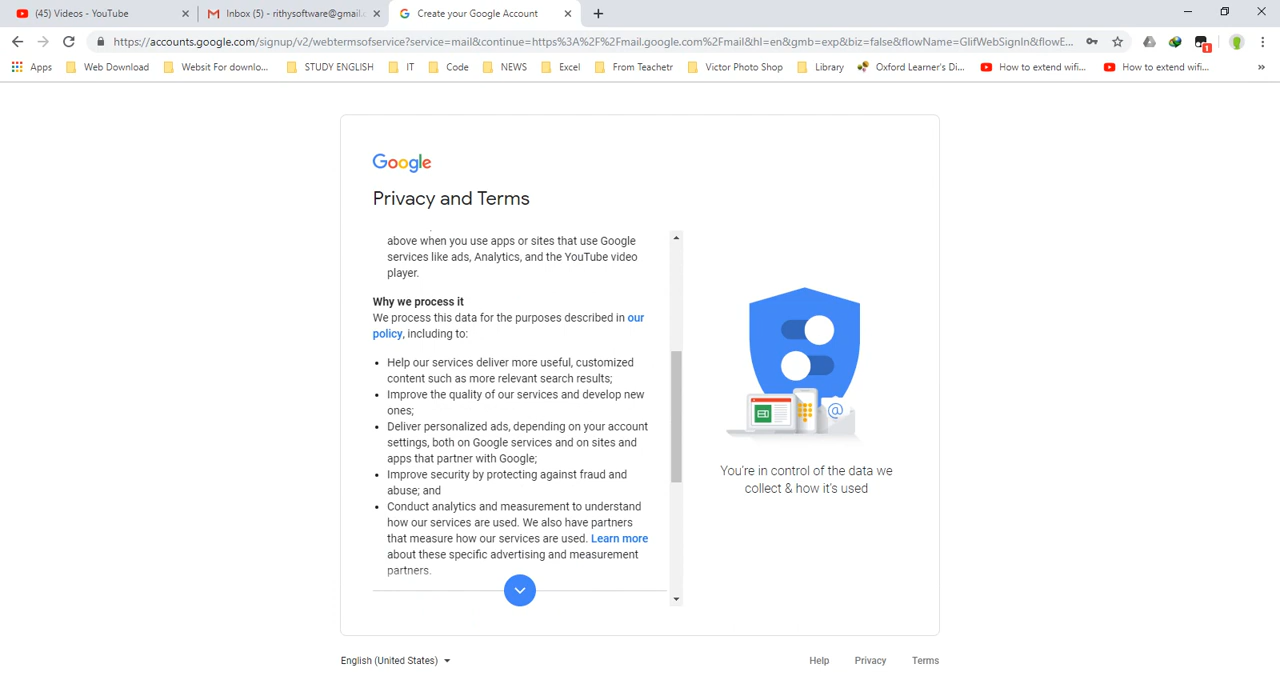 (45) Videos - YouTube
Inbox (5) - rithysoftware@gmail.c
Create your Google Account
https://accounts.google.com/signup/v2/webtermsofservice?service=mail&continue=https%3A%2F%2Fmail.google.com%2Fmail&hl=en&gmb=exp&biz=false&flowName=GlifWebSignIn&flowE...
1
Apps
Web Download
Websit For downlo...
STUDY ENGLISH
IT
Code
NEWS
Excel
From Teachetr
Victor Photo Shop
Library
Oxford Learner's Di...
How to extend wifi...
How to extend wifi...
»
Google
Privacy and Terms
above when you use apps or sites that use Google
services like ads, Analytics, and the YouTube video
player.
Why we process it
We process this data for the purposes described in our
policy, including to:
• Help our services deliver more useful, customized
content such as more relevant search results;
• Improve the quality of our services and develop new
ones;
• Deliver personalized ads, depending on your account
settings, both on Google services and on sites and
apps that partner with Google;
• Improve security by protecting against fraud and
abuse; and
• Conduct analytics and measurement to understand
how our services are used. We also have partners
that measure how our services are used. Learn more
about these specific advertising and measurement
partners.
@
You're in control of the data we
collect & how it's used
English (United States)
Help
Privacy
Terms